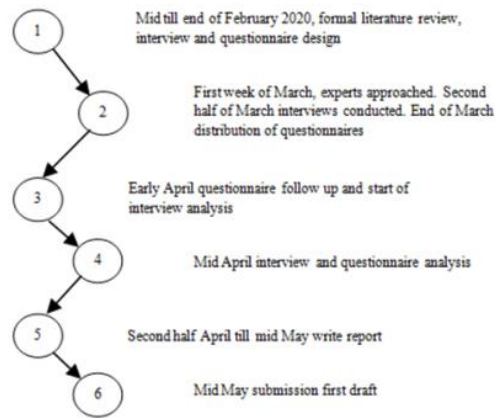 1
Mid till end of February 2020, formal literature review,
interview and questionnaire design
2
First week of March, experts approached. Second
half of March interviews conducted. End of March
distribution of questionnaires
3
Early April questionnaire follow up and start of
interview analysis
4
Mid April interview and questionnaire analysis
5
Second half April till mid May write report
6
Mid May submission first draft